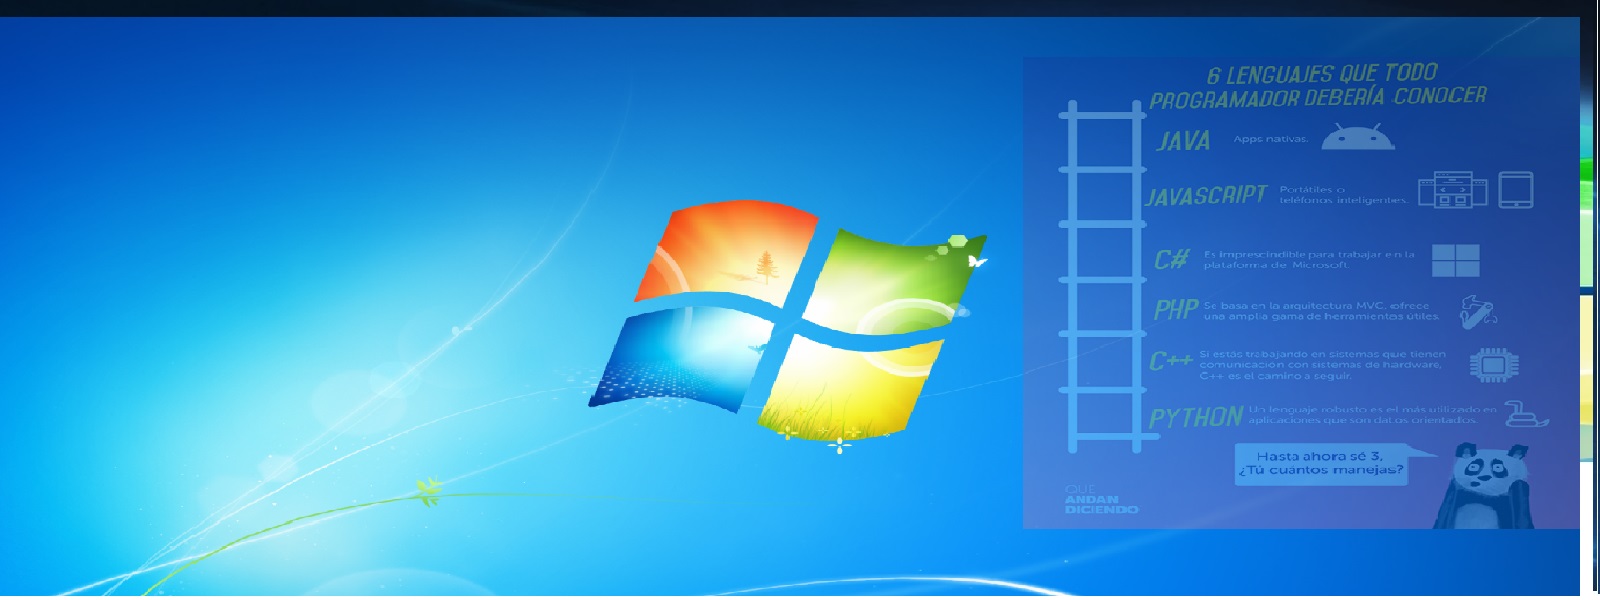 6 LENGUAJES QUE TODO
PROGRAMADOR DEBERÍA CONOCER
JAVA Apps nativas.
JAVASCRIPT Portátiles o
teléfonos inteligentes.
C# Es imprescindible para trabajar en la
plataforma de Microsoft.
PHP Se basa en la arquitectura MVC, ofrece
una amplia gama de herramientas útiles.
C++ Si estás trabajando en sistemas que tienen
comunicación con sistemas de hardware,
C++ es el camino a seguir.
PYTHON Un lenguaje robusto es el más utilizado en
aplicaciones que son datos orientados.
Hasta ahora sé 3,
¿Tú cuántos manejas?
QUE
ANDAN
DICIENDO